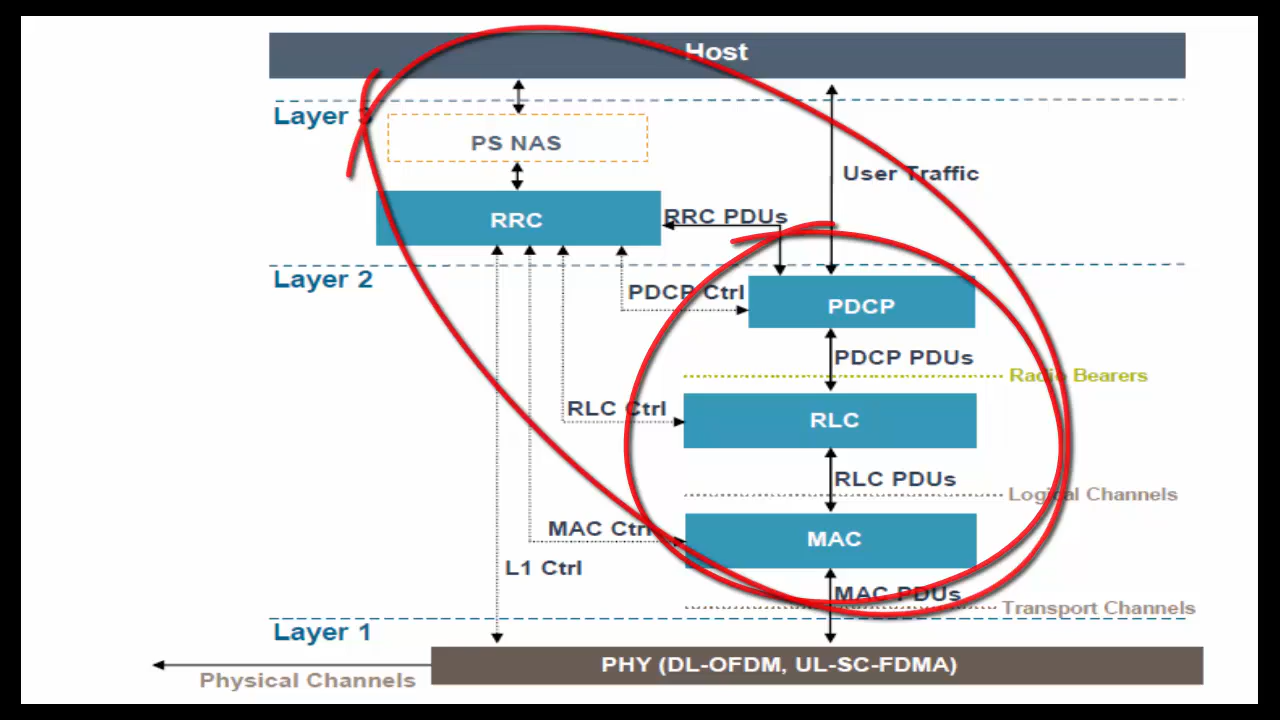 Host
Layer 3
PS NAS
User Traffic
RRC
RRC PDUs
Layer 2
PDCP Ctrl
PDCP
PDCP PDUs
Radio Bearers
RLC Ctrl
RLC
RLC PDUs
Logical Channels
MAC Ctrl
MAC
L1 Ctrl
MAC PDUs
Transport Channels
Layer 1
PHY (DL-OFDM, UL-SC-FDMA)
Physical Channels